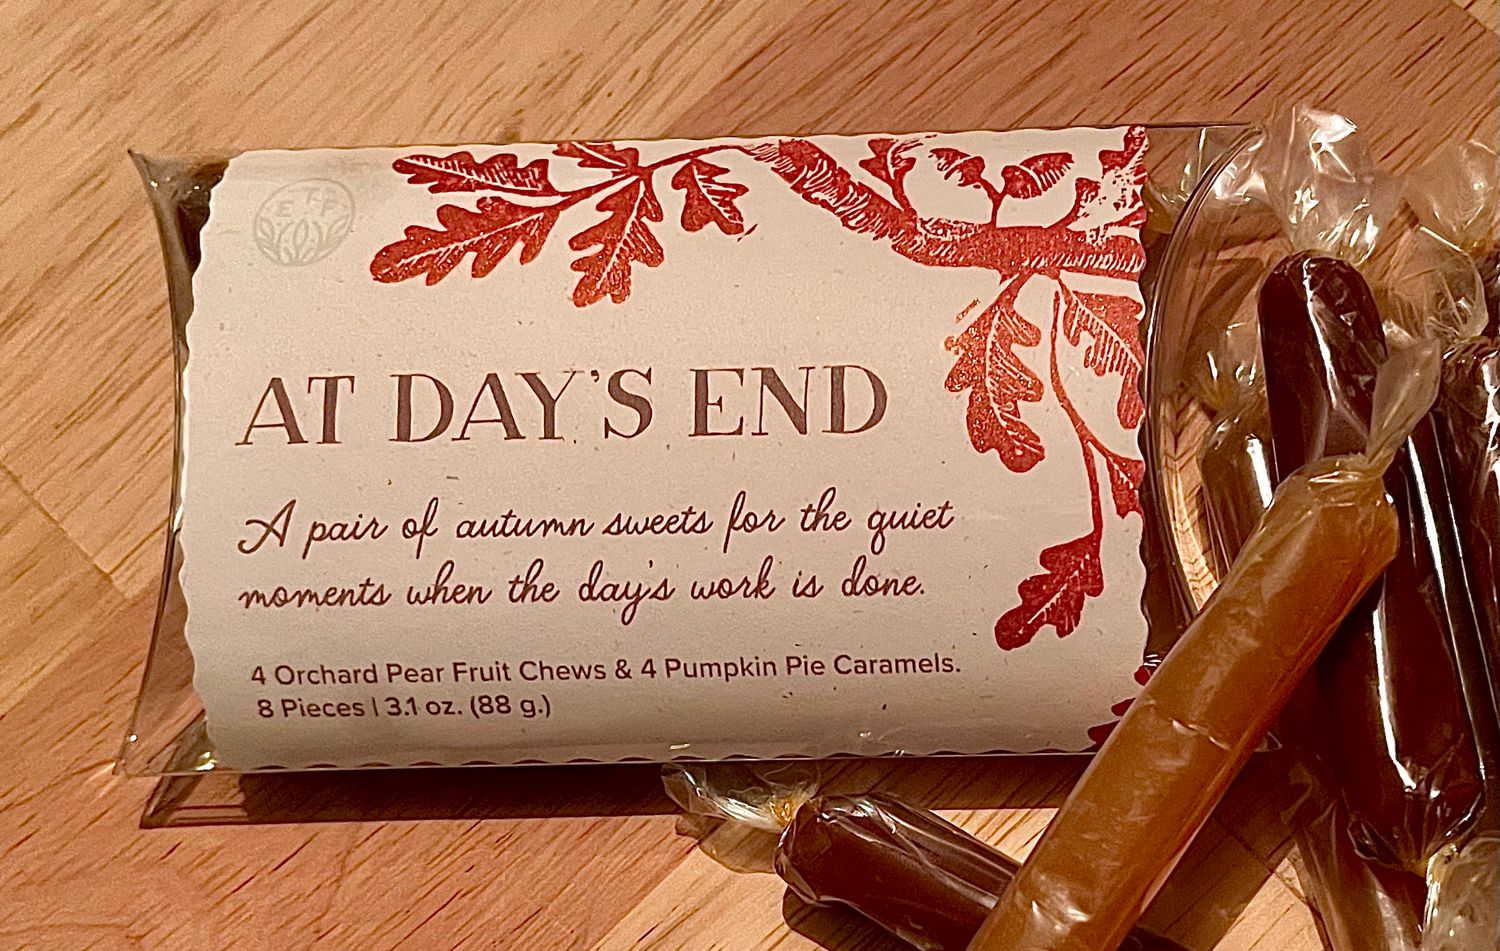 ETFF
AT DAY'S END
A pair of autumn sweets for the quiet
moments when the day's work is done.
4 Orchard Pear Fruit Chews & 4 Pumpkin Pie Caramels.
8 Pieces | 3.1 oz. (88 g.)